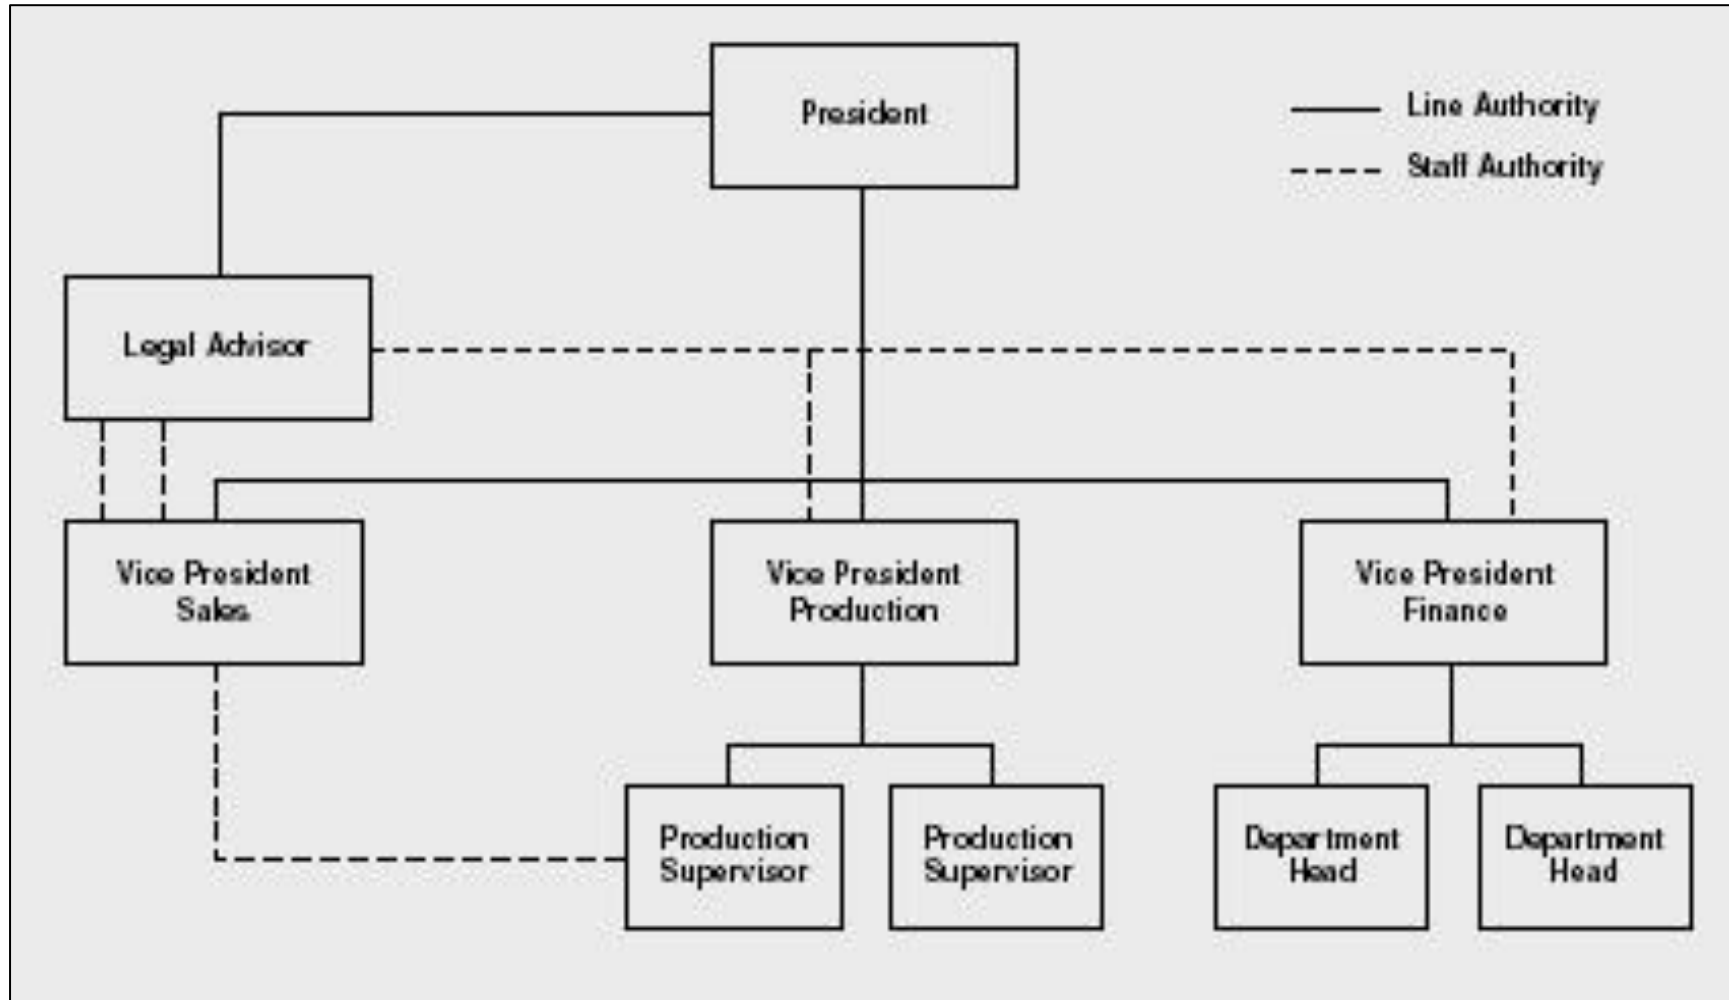 President
Line Authority
Staff Authority
Legal Advisor
Vice President
Sales
Vice President
Production
Vice President
Finance
Production
Supervisor
Production
Supervisor
Department
Head
Department
Head